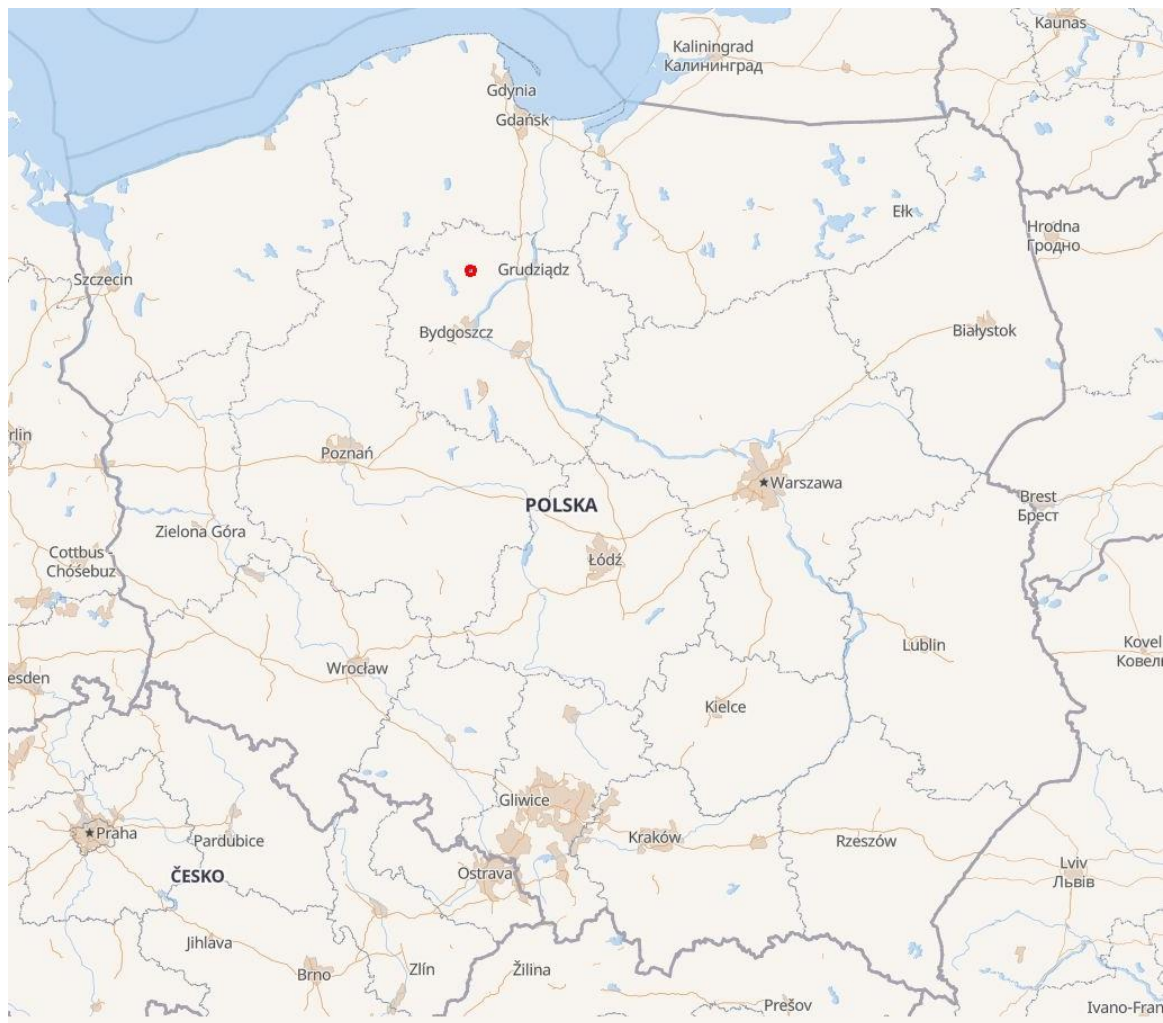 Kaunas
Kaliningrad
Калининград
Gdynia
Gdańsk
Ełk
Hrodna
Гродно
Szczecin
Grudziądz
Bydgoszcz
Białystok
rlin
Poznań
Warszawa
POLSKA
Brest
Брест
Zielona Góra
Cottbus -
Chóśebuz
Łódź
Lublin
Kovel
Ковель
Wrocław
esden
Kielce
Gliwice
Praha
Pardubice
Kraków
Rzeszów
Lviv
Львів
ČESKO
Ostrava
Jihlava
Brno
Zlín
Žilina
Prešov
Ivano-Fran